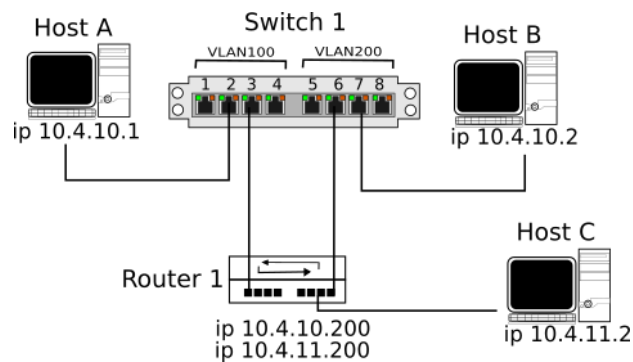 Switch 1
Host A
VLAN100
VLAN200
Host B
1 2 3 4 5 6 7 8
ip 10.4.10.1
ip 10.4.10.2
Host C
Router 1
ip 10.4.10.200
ip 10.4.11.200
ip 10.4.11.2